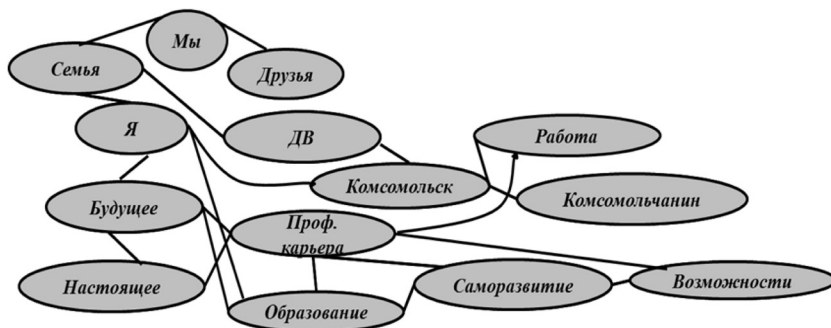 Мы
Семья
Друзья
Я
ДВ
Работа
Комсомольск
Комсомольчанин
Будущее
Проф.
карьера
Настоящее
Саморазвитие
Возможности
Образование